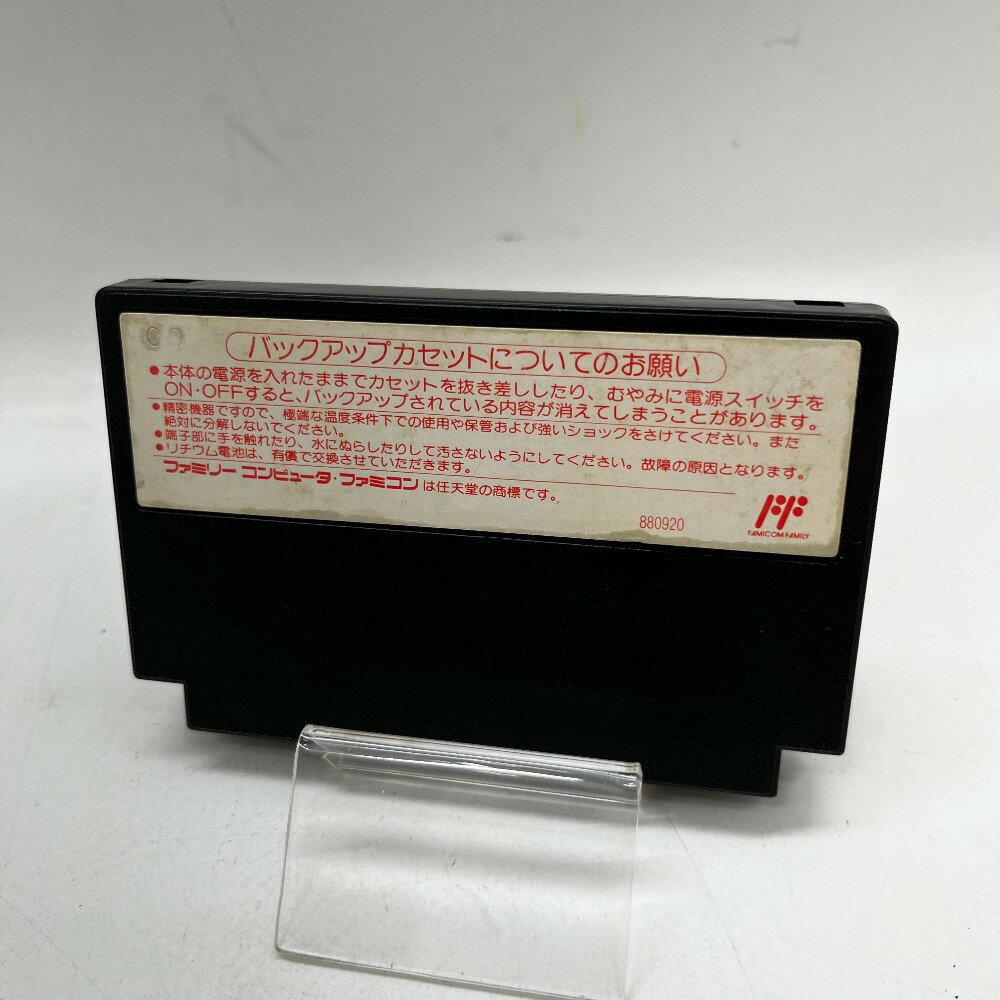 バックアップカセットについてのお願い
●本体の電源を入れたままでカセットを抜き差ししたり、むやみに電源スイッチを
ON・OFFすると、バックアップされている内容が消えてしまうことがあります。
●精密機器ですので、極端な温度条件下での使用や保管および強いショックをさけてください。また
絶対に分解しないでください。
●端子部に手を触れたり、水にぬらしたりして汚さないようにしてください。故障の原因となります。
●リチウム電池は、有償で交換させていただきます。
ファミリーコンピュータ・ファミコンは任天堂の商標です。
880920
FAMICOM FAMILY